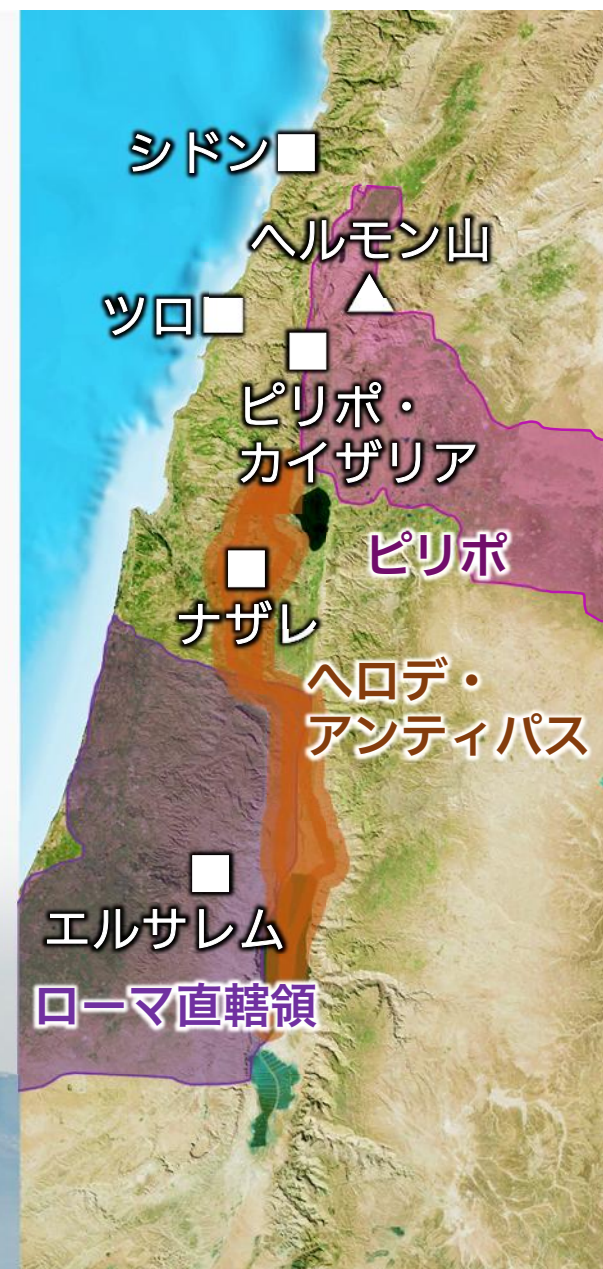 シドン
ヘルモン山
ツロ
ピリポ・
カイザリア
ピリポ
ナザレ
ヘロデ・
アンティパス
エルサレム
ローマ直轄領